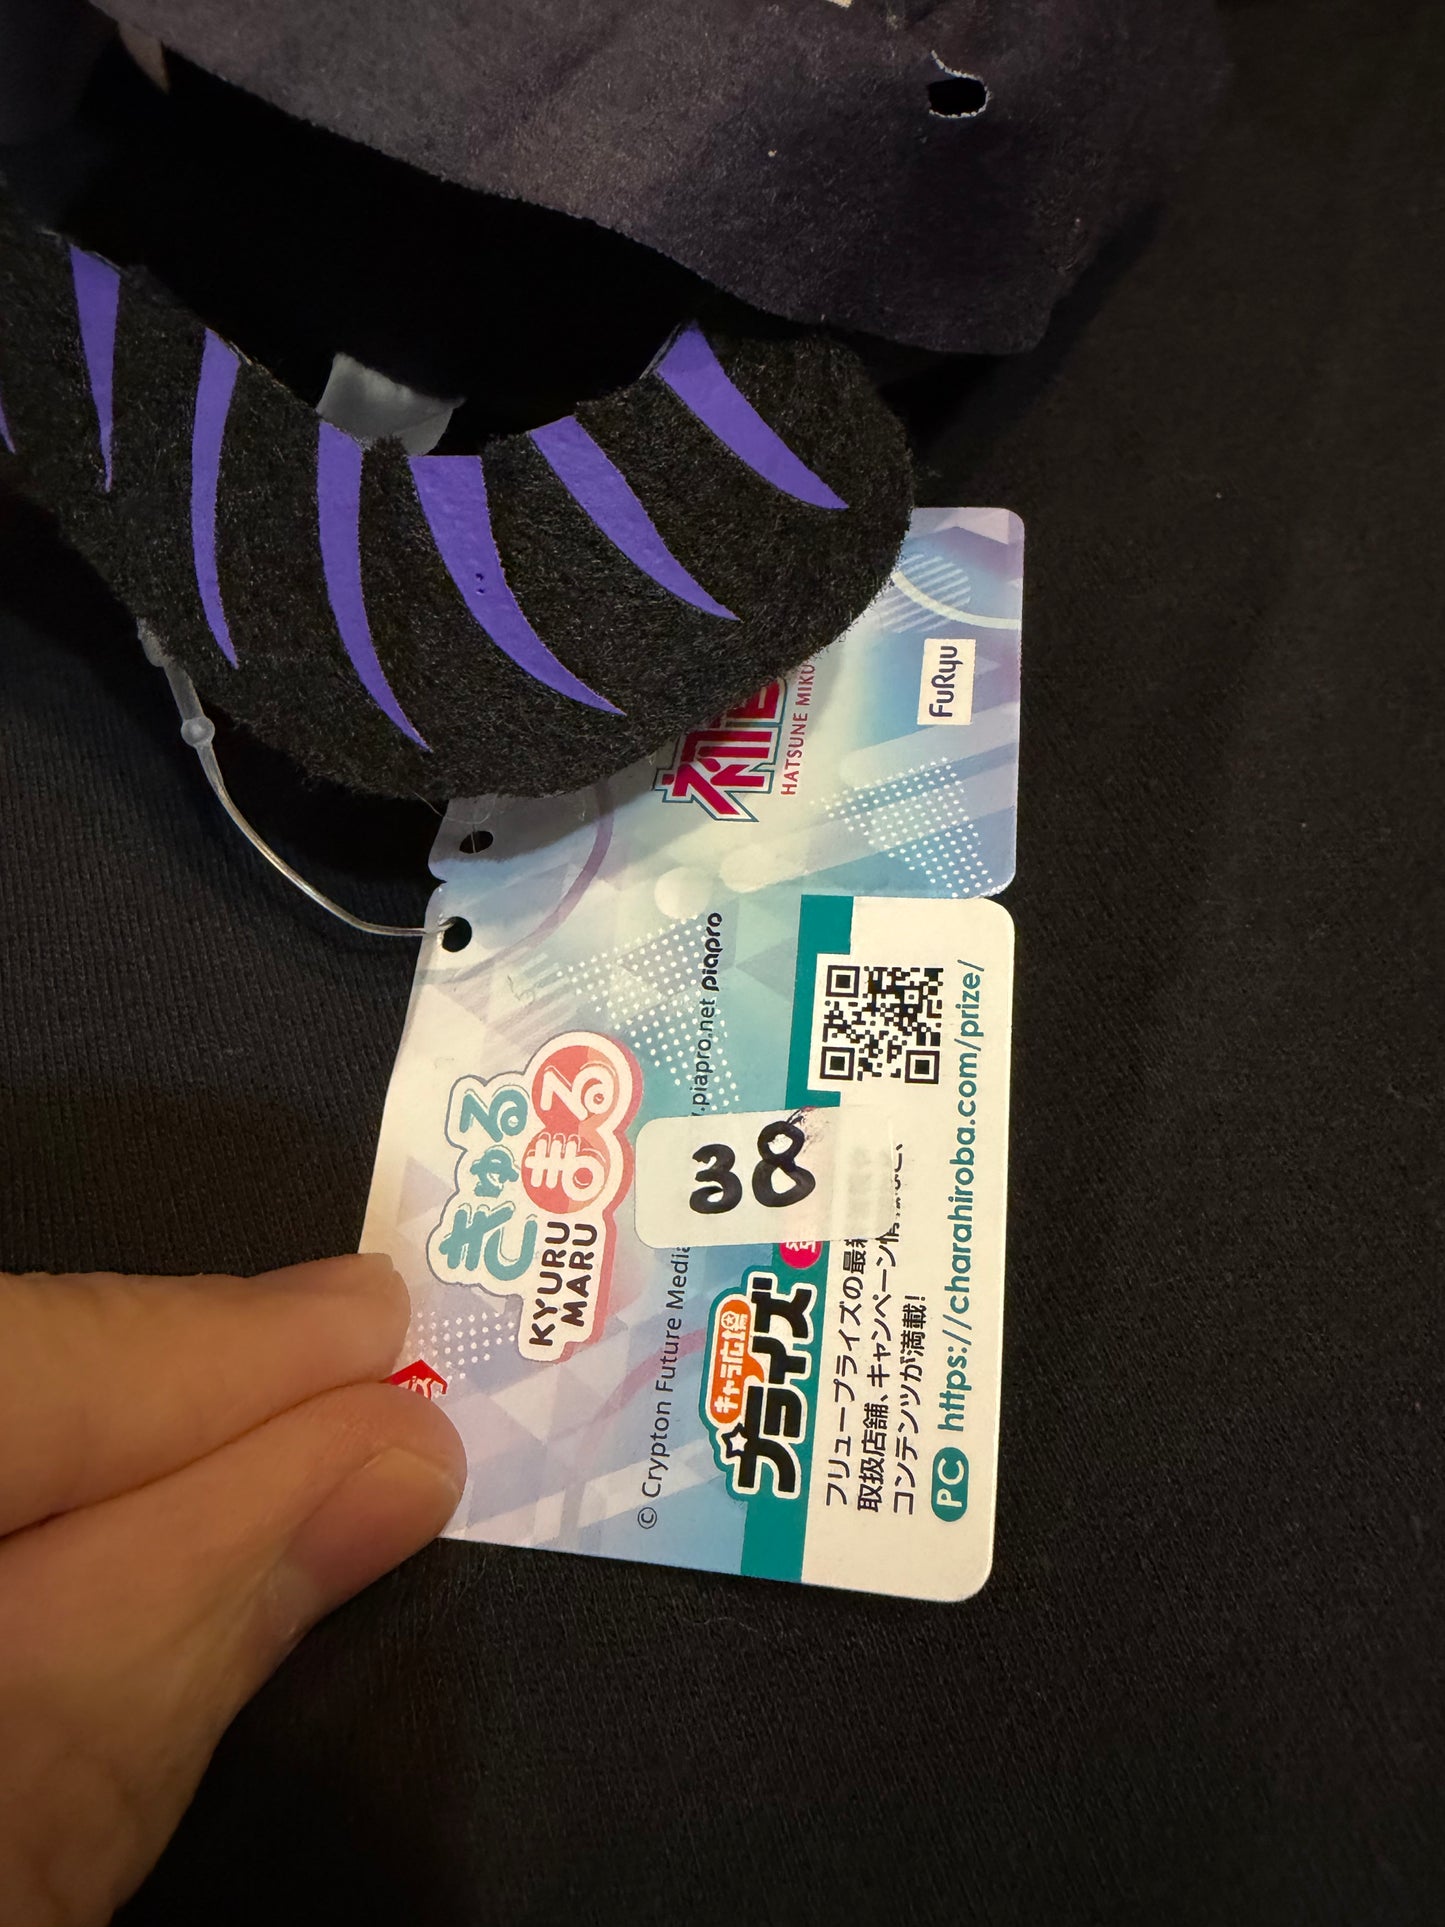 FuRyu
初音
HATSUNE MIKU
きゅるまる
KYURU
MARU
© Crypton Future Media
.piapro.net piapro
38
キャラ広場
プライズ
フリュープライズの最新
取扱店舗、キャンペーン情
コンテンツが満載!
PC https://charahiroba.com/prize/